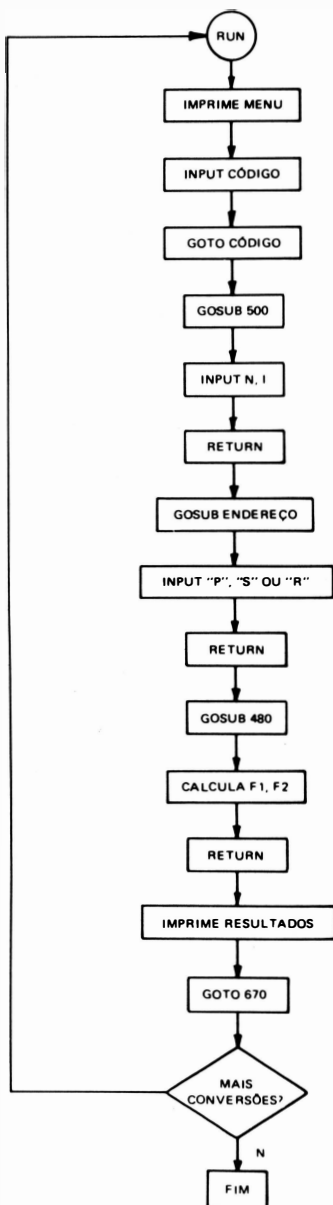 RUN
IMPRIME MENU
INPUT CÓDIGO
GOTO CÓDIGO
GOSUB 500
INPUT N, I
RETURN
GOSUB ENDEREÇO
INPUT "P", "S" OU "R"
RETURN
GOSUB 480
CALCULA F1, F2
RETURN
IMPRIME RESULTADOS
GOTO 670
MAIS
CONVERSÕES?
N
FIM